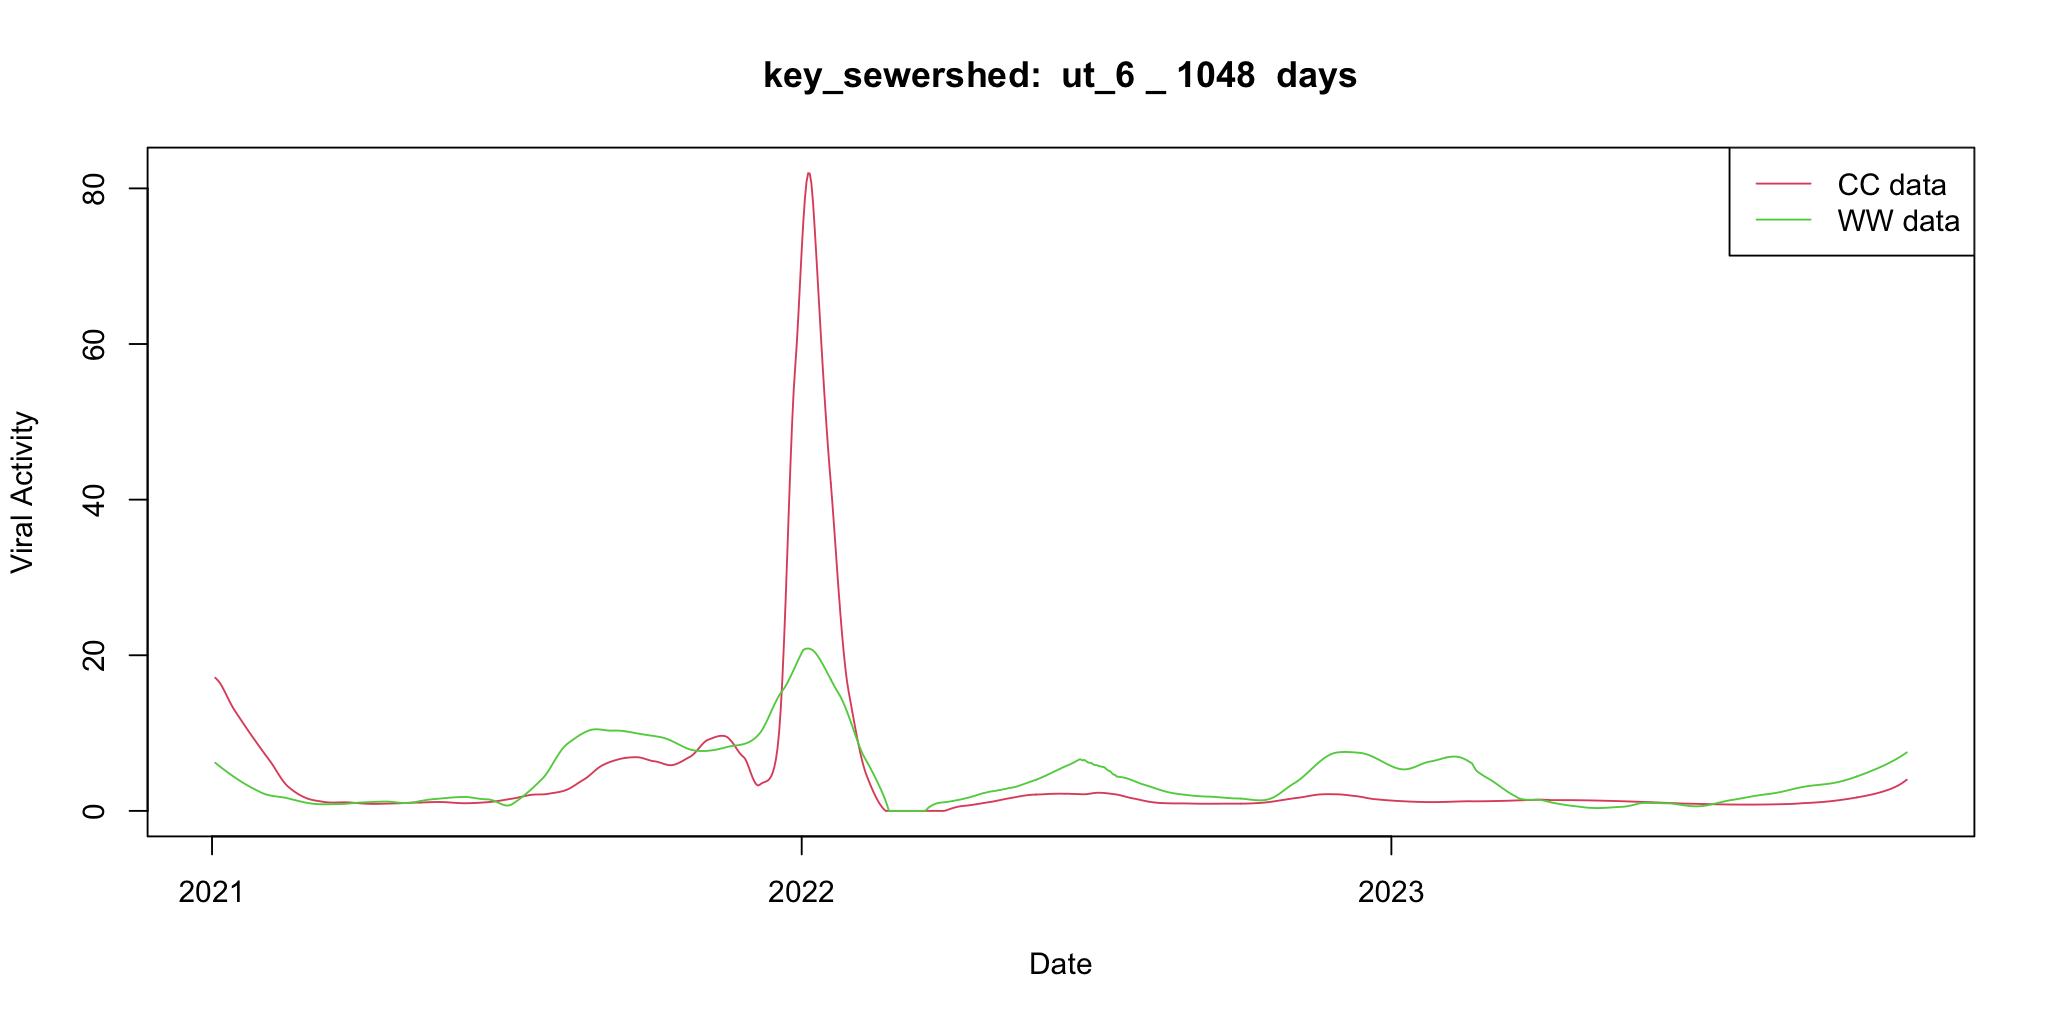 key_sewershed: ut_6 _ 1048 days
CC data
WW data
Viral Activity
80
60
40
20
0
2021
2022
2023
Date